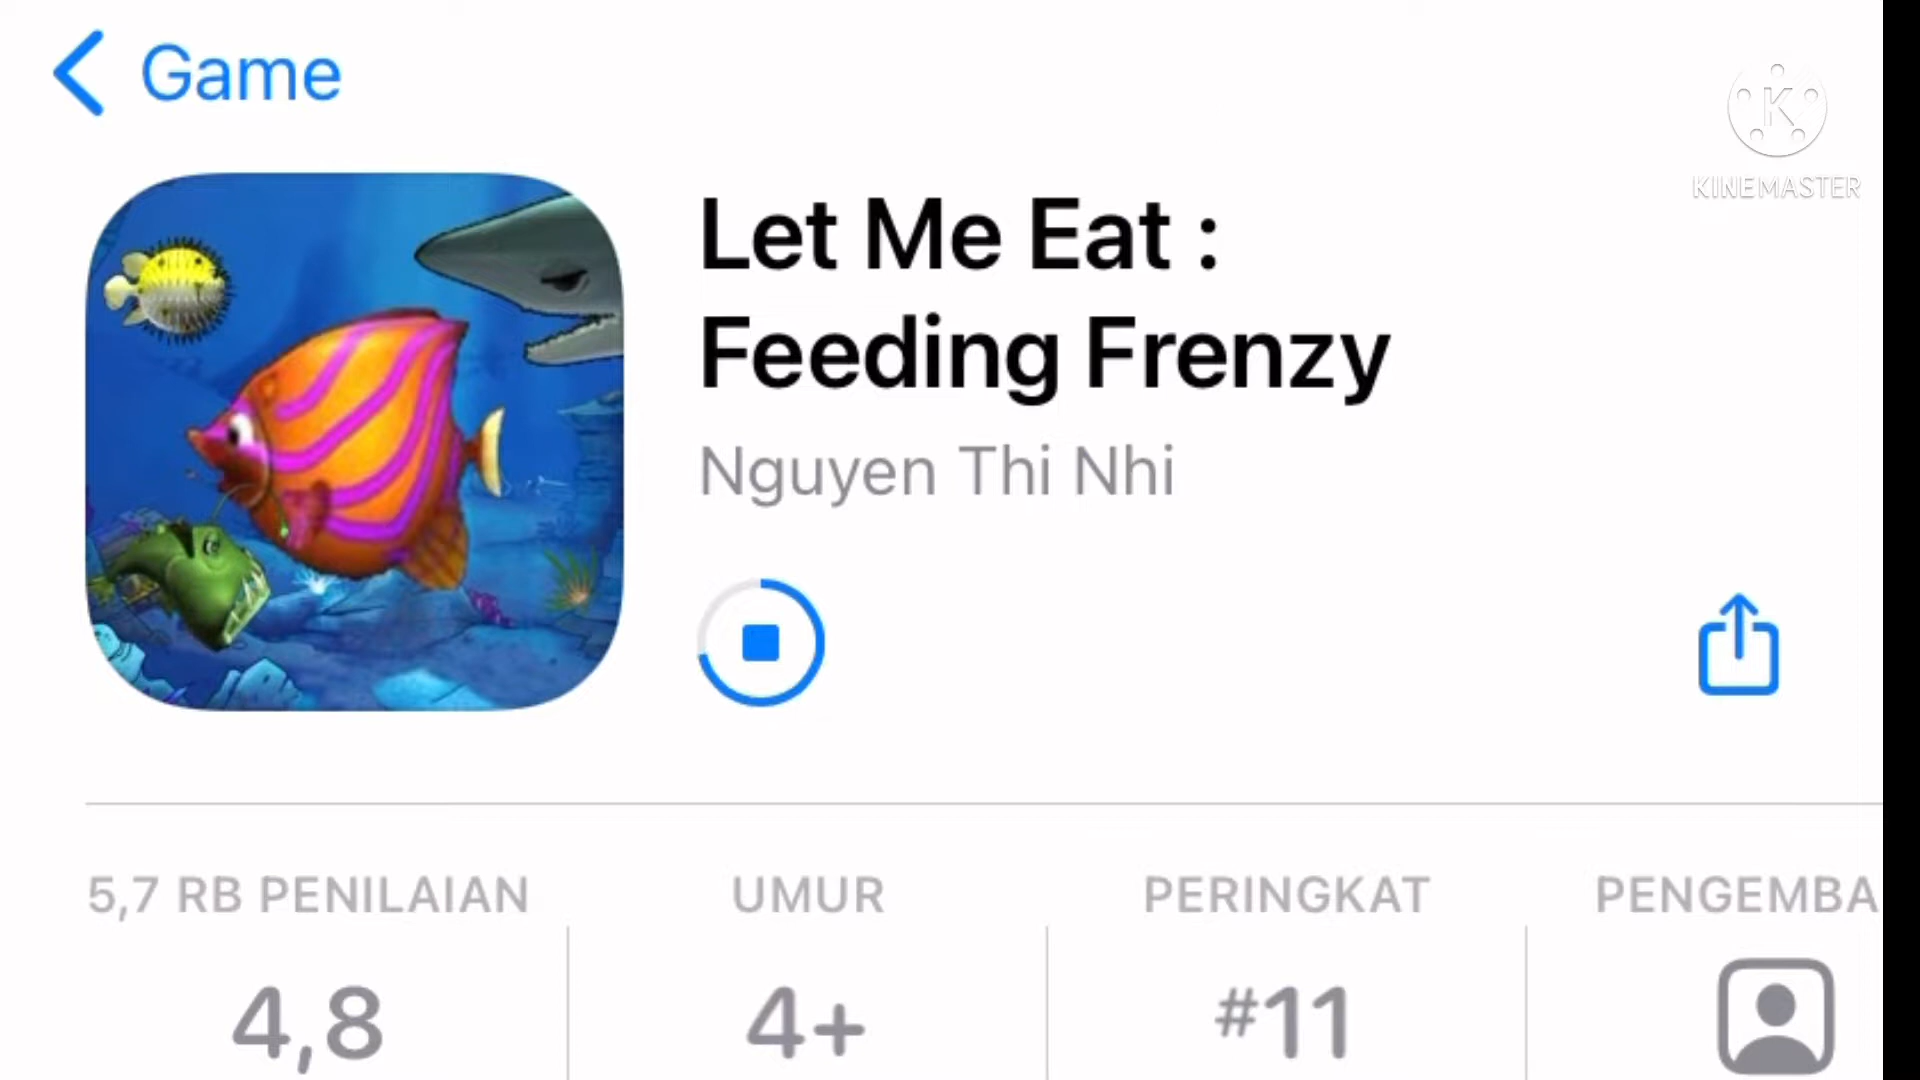 Game
K
KINEMASTER
Let Me Eat :
Feeding Frenzy
Nguyen Thi Nhi
5,7 RB PENILAIAN
UMUR
PERINGKAT
PENGEMBA
4,8
4+
#11